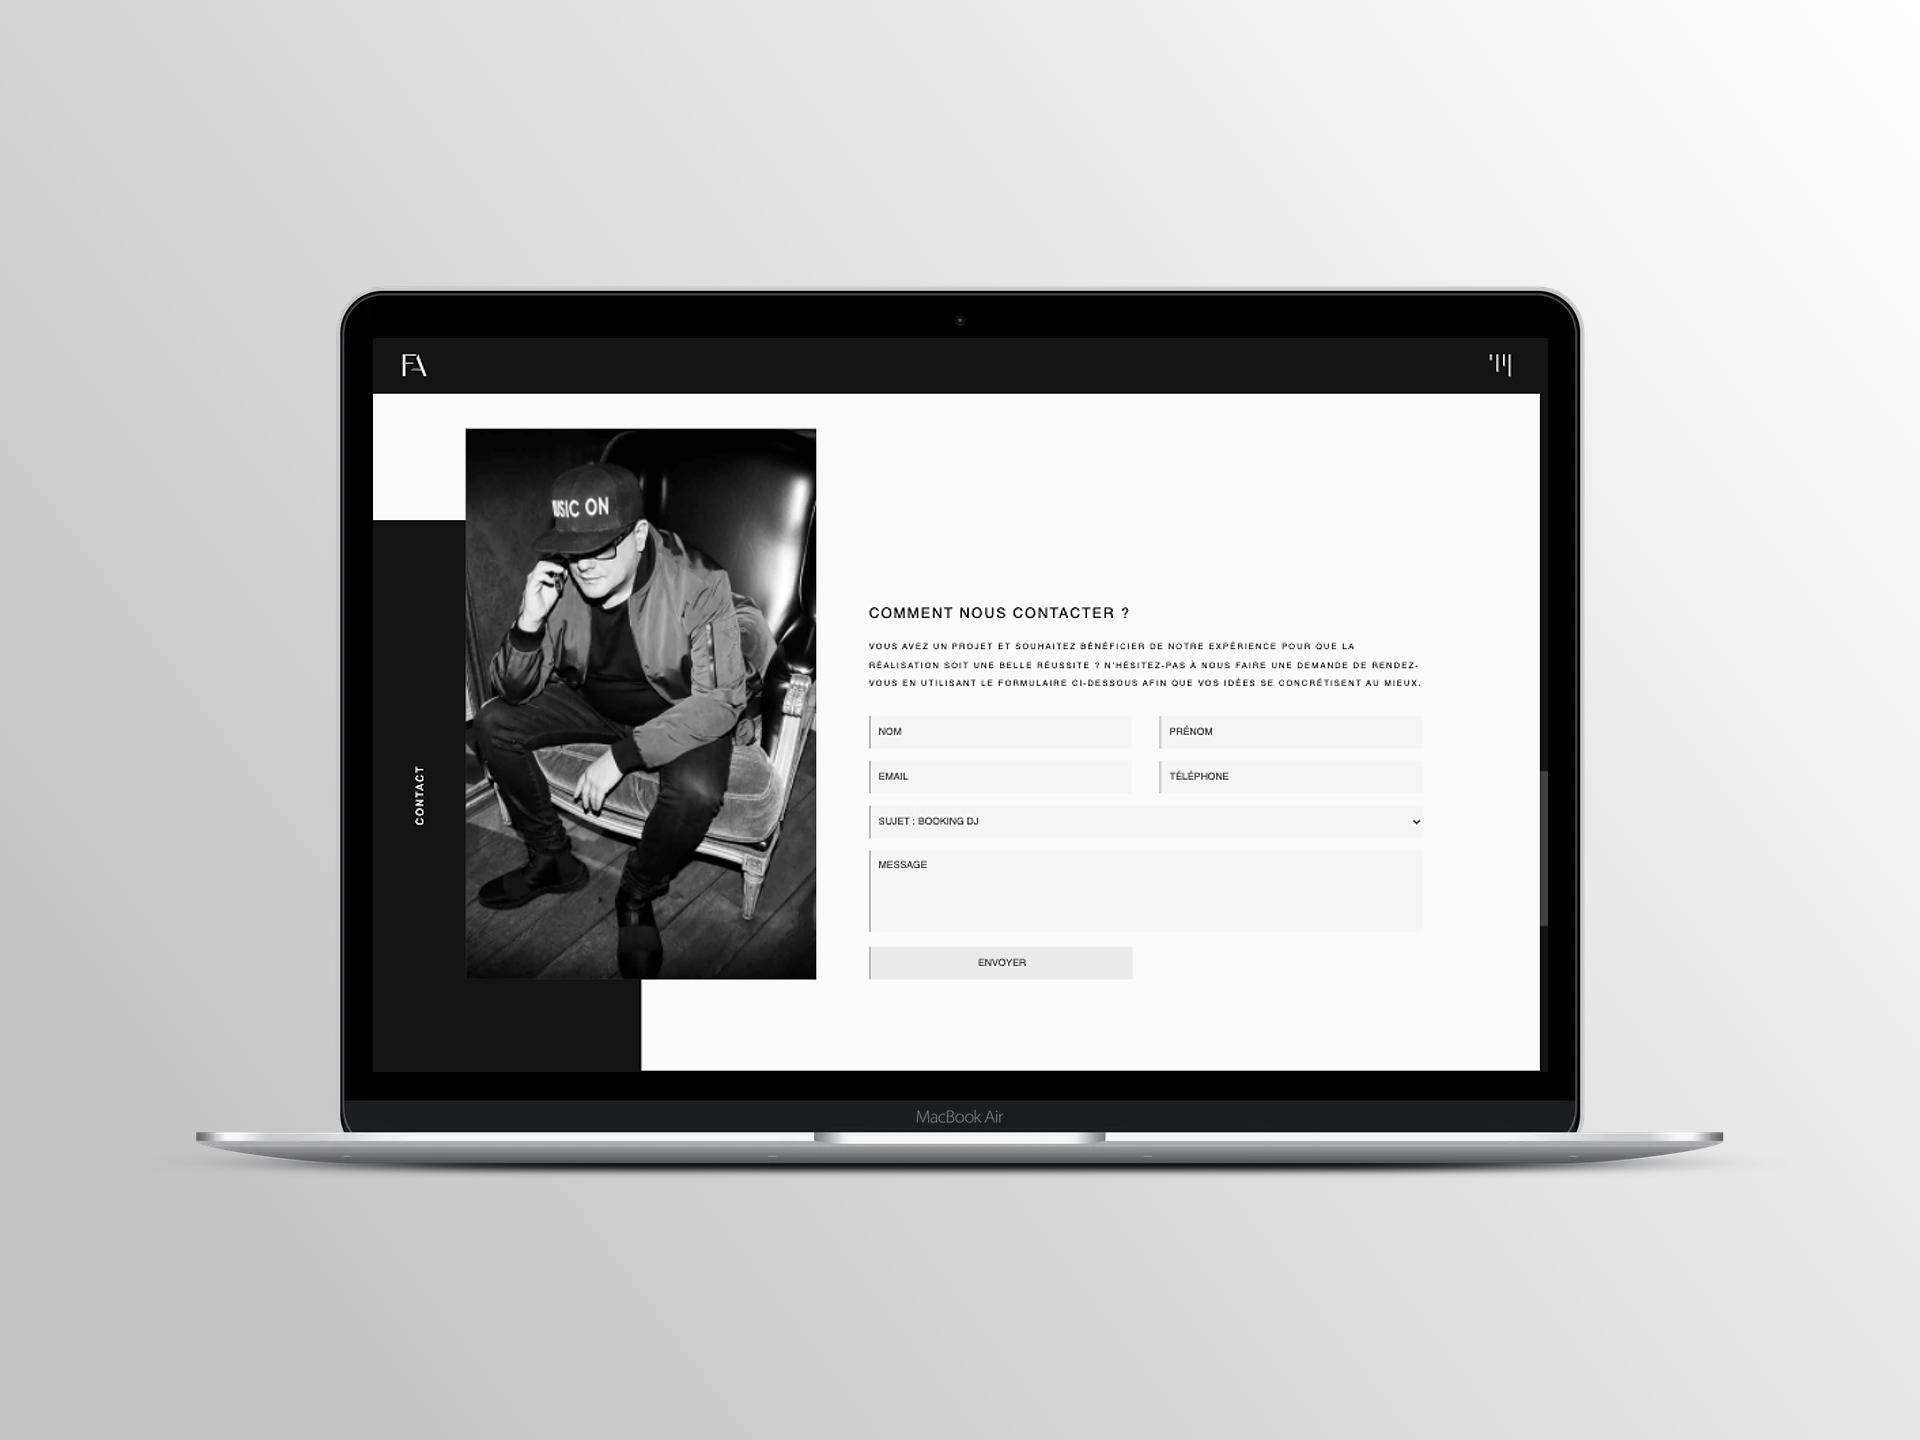 FA
MUSIC ON
CONTACT
COMMENT NOUS CONTACTER ?
VOUS AVEZ UN PROJET ET SOUHAITEZ BÉNÉFICIER DE NOTRE EXPÉRIENCE POUR QUE LA
RÉALISATION SOIT UNE BELLE RÉUSSITE ? N'HÉSITEZ-PAS À NOUS FAIRE UNE DEMANDE DE RENDEZ-
VOUS EN UTILISANT LE FORMULAIRE CI-DESSOUS AFIN QUE VOS IDÉES SE CONCRÉTISENT AU MIEUX.
NOM
PRÉNOM
EMAIL
TÉLÉPHONE
SUJET : BOOKING DJ
MESSAGE
ENVOYER
MacBook Air